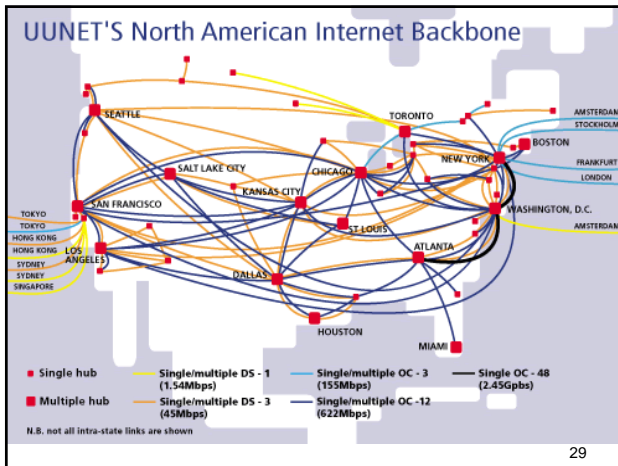 UUNET'S North American Internet Backbone
SEATTLE
TORONTO
AMSTERDAM
STOCKHOLM
BOSTON
NEW YORK
FRANKFURT
LONDON
SALT LAKE CITY
CHICAGO
KANSAS CITY
SAN FRANCISCO
WASHINGTON, D.C.
TOKYO
TOKYO
HONG KONG
HONG KONG
SYDNEY
SYDNEY
SINGAPORE
LOS
ANGELES
ST LOUIS
AMSTERDAM
ATLANTA
DALLAS
HOUSTON
MIAMI
Single hub
Multiple hub
Single/multiple DS - 1
(1.54Mbps)
Single/multiple DS - 3
(45Mbps)
Single/multiple OC - 3
(155Mbps)
Single/multiple OC -12
(622Mbps)
Single OC - 48
(2.45Gpbs)
N.B. not all intra-state links are shown
29